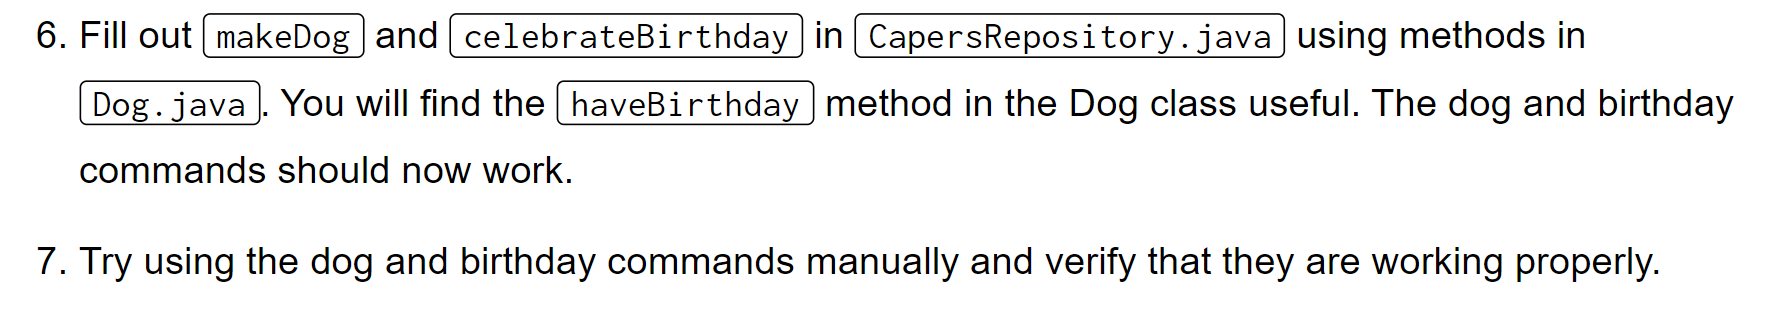 6. Fill out makeDog and celebrateBirthday in CapersRepository.java using methods in
Dog.java. You will find the haveBirthday method in the Dog class useful. The dog and birthday
commands should now work.
7. Try using the dog and birthday commands manually and verify that they are working properly.